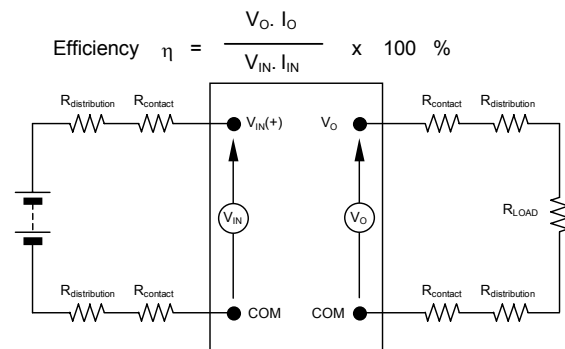 Efficiency η = V_O. I_O / V_IN. I_IN x 100 %
R_distribution R_contact V_IN(+) V_O R_contact R_distribution
V_IN V_O R_LOAD
R_distribution R_contact COM COM R_contact R_distribution